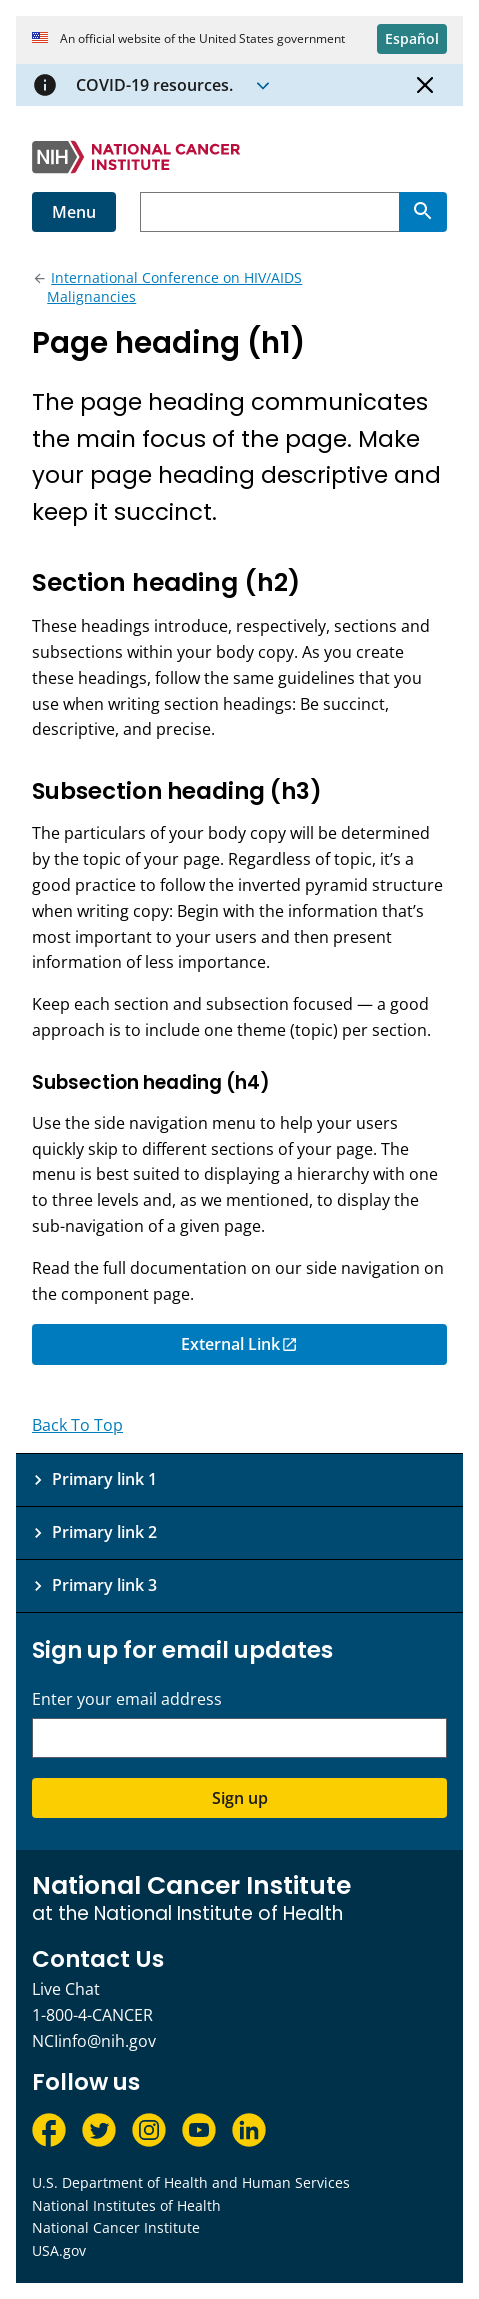 An official website of the United States government
Español
COVID-19 resources.
NIH
NATIONAL CANCER
INSTITUTE
Menu
International Conference on HIV/AIDS
Malignancies
Page heading (h1)
The page heading communicates
the main focus of the page. Make
your page heading descriptive and
keep it succinct.
Section heading (h2)
These headings introduce, respectively, sections and
subsections within your body copy. As you create
these headings, follow the same guidelines that you
use when writing section headings: Be succinct,
descriptive, and precise.
Subsection heading (h3)
The particulars of your body copy will be determined
by the topic of your page. Regardless of topic, it’s a
good practice to follow the inverted pyramid structure
when writing copy: Begin with the information that’s
most important to your users and then present
information of less importance.
Keep each section and subsection focused — a good
approach is to include one theme (topic) per section.
Subsection heading (h4)
Use the side navigation menu to help your users
quickly skip to different sections of your page. The
menu is best suited to displaying a hierarchy with one
to three levels and, as we mentioned, to display the
sub-navigation of a given page.
Read the full documentation on our side navigation on
the component page.
External Link
Back To Top
Primary link 1
Primary link 2
Primary link 3
Sign up for email updates
Enter your email address
Sign up
National Cancer Institute
at the National Institute of Health
Contact Us
Live Chat
1-800-4-CANCER
NCIinfo@nih.gov
Follow us
U.S. Department of Health and Human Services
National Institutes of Health
National Cancer Institute
USA.gov